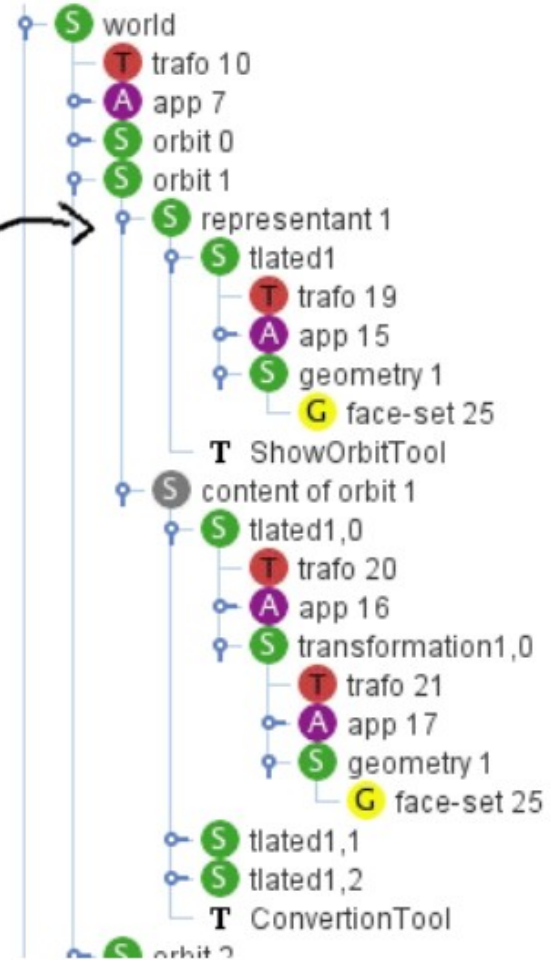 S world
T trafo 10
A app 7
S orbit 0
S orbit 1
S representant 1
S tlated1
T trafo 19
A app 15
S geometry 1
G face-set 25
T ShowOrbitTool
S content of orbit 1
S tlated1,0
T trafo 20
A app 16
S transformation1,0
T trafo 21
A app 17
S geometry 1
G face-set 25
S tlated1,1
S tlated1,2
T ConvertionTool
S orbit 2